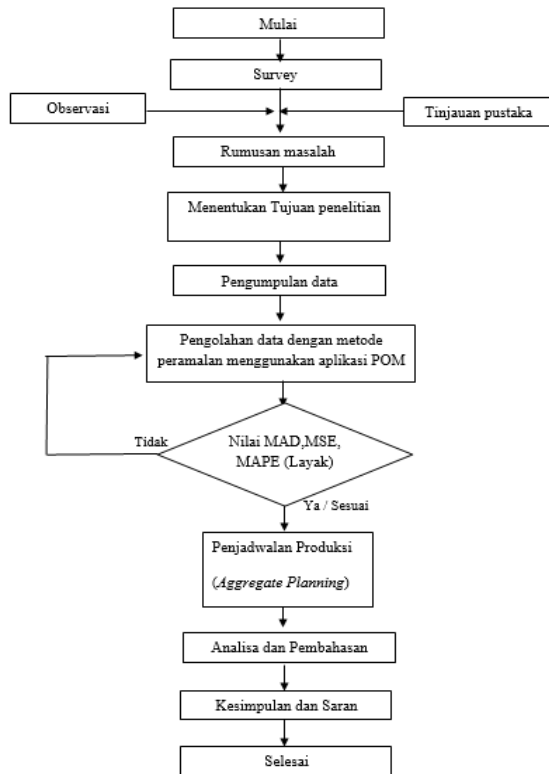 Mulai
Survey
Observasi
Tinjauan pustaka
Rumusan masalah
Menentukan Tujuan penelitian
Pengumpulan data
Pengolahan data dengan metode
peramalan menggunakan aplikasi POM
Tidak
Nilai MAD,MSE,
MAPE (Layak)
Ya / Sesuai
Penjadwalan Produksi
(Aggregate Planning)
Analisa dan Pembahasan
Kesimpulan dan Saran
Selesai